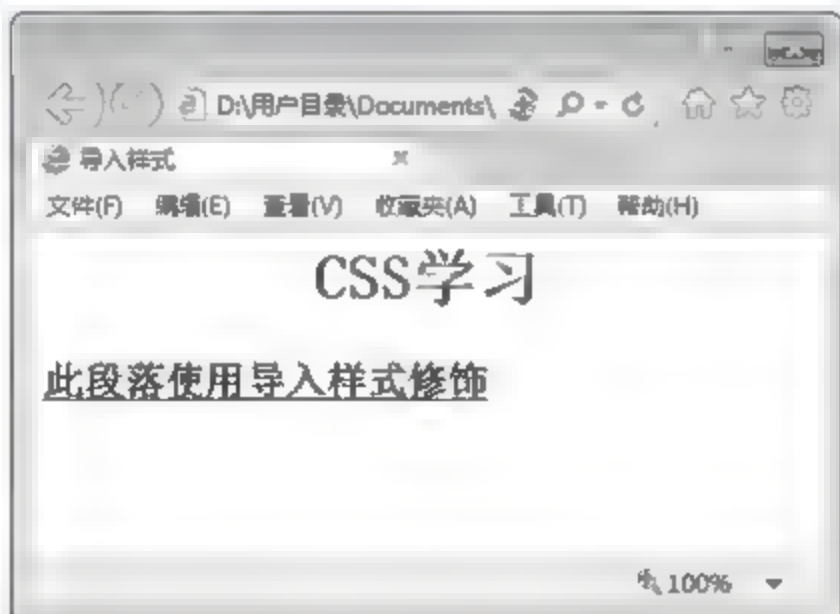 D:\用户目录\Documents\
导入样式
文件(F) 编辑(E) 查看(V) 收藏夹(A) 工具(T) 帮助(H)
CSS学习
此段落使用导入样式修饰
100%